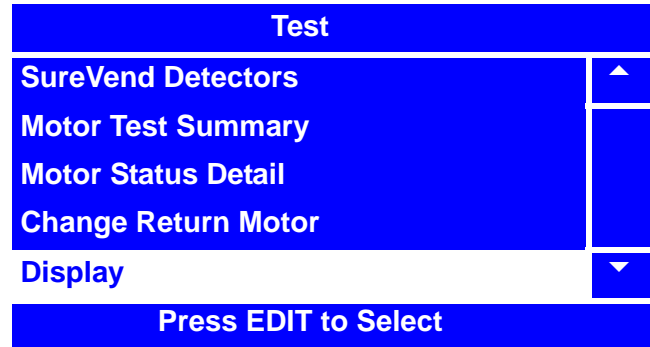 Test
SureVend Detectors
Motor Test Summary
Motor Status Detail
Change Return Motor
Display
Press EDIT to Select